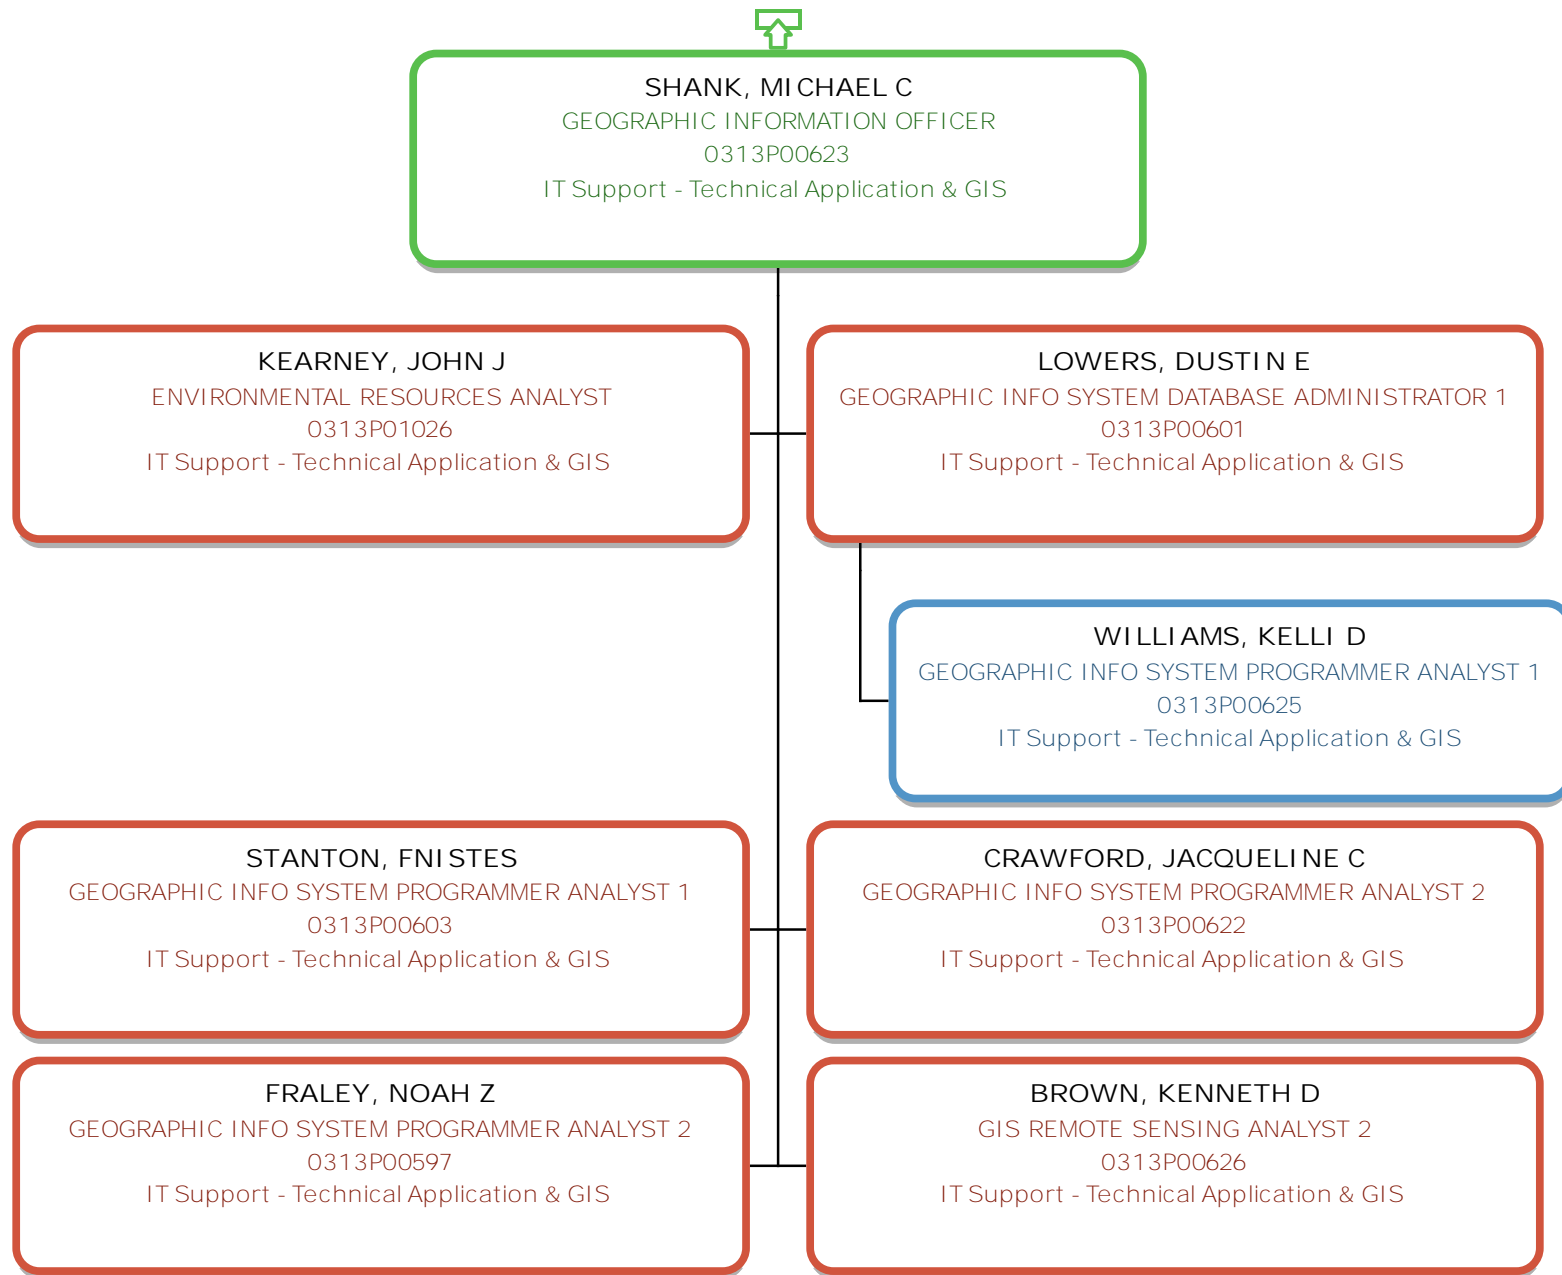 SHANK, MICHAEL C
GEOGRAPHIC INFORMATION OFFICER
0313P00623
IT Support - Technical Application & GIS
KEARNEY, JOHN J
ENVIRONMENTAL RESOURCES ANALYST
0313P01026
IT Support - Technical Application & GIS
LOWERS, DUSTIN E
GEOGRAPHIC INFO SYSTEM DATABASE ADMINISTRATOR 1
0313P00601
IT Support - Technical Application & GIS
WILLIAMS, KELLI D
GEOGRAPHIC INFO SYSTEM PROGRAMMER ANALYST 1
0313P00625
IT Support - Technical Application & GIS
STANTON, FNISTES
GEOGRAPHIC INFO SYSTEM PROGRAMMER ANALYST 1
0313P00603
IT Support - Technical Application & GIS
CRAWFORD, JACQUELINE C
GEOGRAPHIC INFO SYSTEM PROGRAMMER ANALYST 2
0313P00622
IT Support - Technical Application & GIS
FRALEY, NOAH Z
GEOGRAPHIC INFO SYSTEM PROGRAMMER ANALYST 2
0313P00597
IT Support - Technical Application & GIS
BROWN, KENNETH D
GIS REMOTE SENSING ANALYST 2
0313P00626
IT Support - Technical Application & GIS